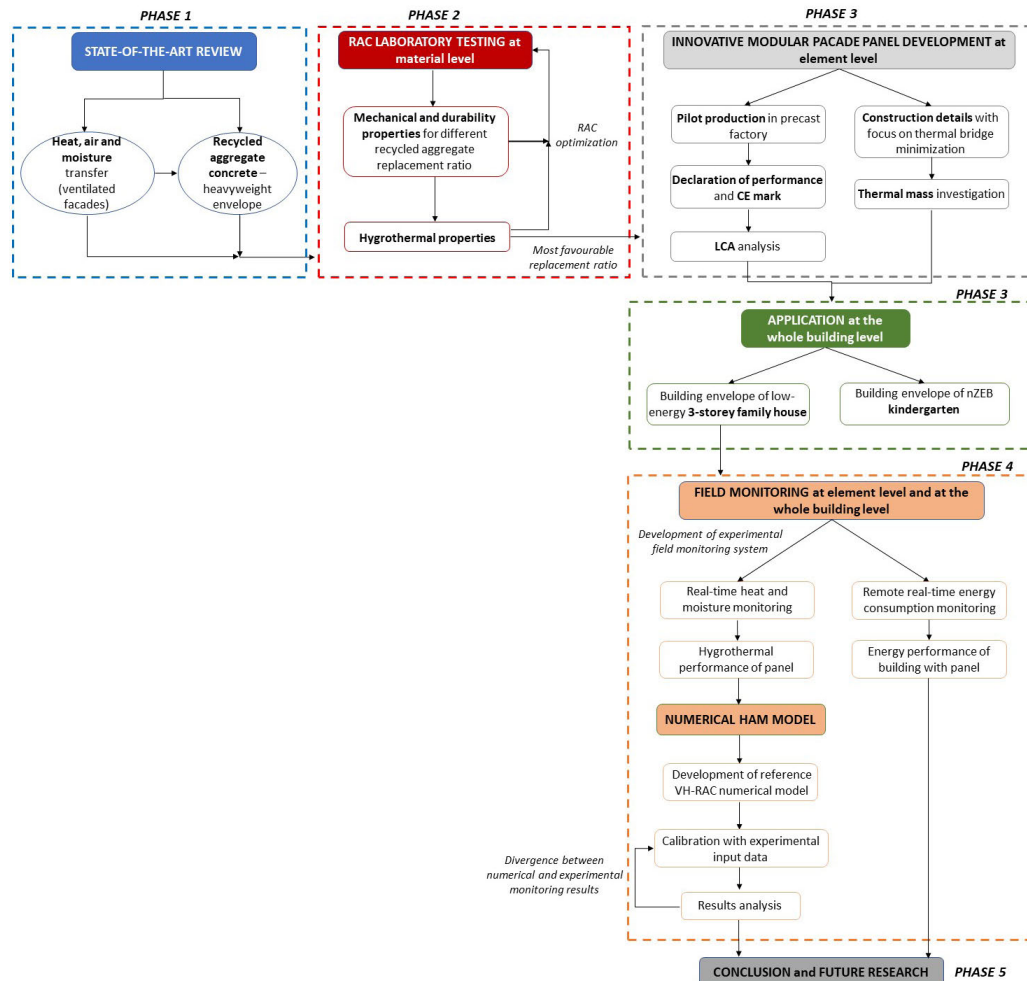 PHASE 1
STATE-OF-THE-ART REVIEW
Heat, air and
moisture
transfer
(ventilated
facades)
Recycled
aggregate
concrete –
heavyweight
envelope
PHASE 2
RAC LABORATORY TESTING at
material level
Mechanical and durability
properties for different
recycled aggregate
replacement ratio
RAC
optimization
Hygrothermal properties
Most favourable
replacement ratio
PHASE 3
INNOVATIVE MODULAR PACADE PANEL DEVELOPMENT at
element level
Pilot production in precast
factory
Declaration of performance
and CE mark
LCA analysis
Construction details with
focus on thermal bridge
minimization
Thermal mass investigation
PHASE 3
APPLICATION at the
whole building level
Building envelope of low-
energy 3-storey family house
Building envelope of nZEB
kindergarten
PHASE 4
FIELD MONITORING at element level and at the
whole building level
Development of experimental
field monitoring system
Real-time heat and
moisture monitoring
Remote real-time energy
consumption monitoring
Hygrothermal
performance of panel
Energy performance of
building with panel
NUMERICAL HAM MODEL
Development of reference
VH-RAC numerical model
Calibration with experimental
input data
Divergence between
numerical and experimental
monitoring results
Results analysis
CONCLUSION and FUTURE RESEARCH
PHASE 5